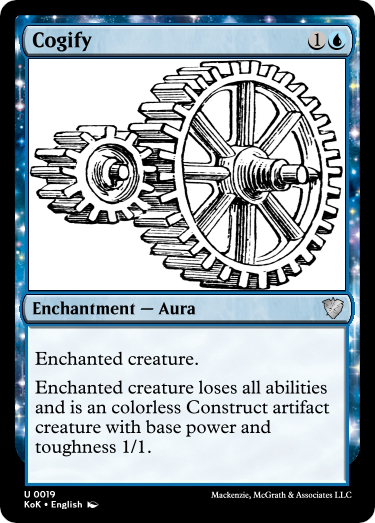 Cogify
1
Enchantment — Aura
Enchanted creature.
Enchanted creature loses all abilities
and is an colorless Construct artifact
creature with base power and
toughness 1/1.
U 0019
KoK • English
Mackenzie, McGrath & Associates LLC